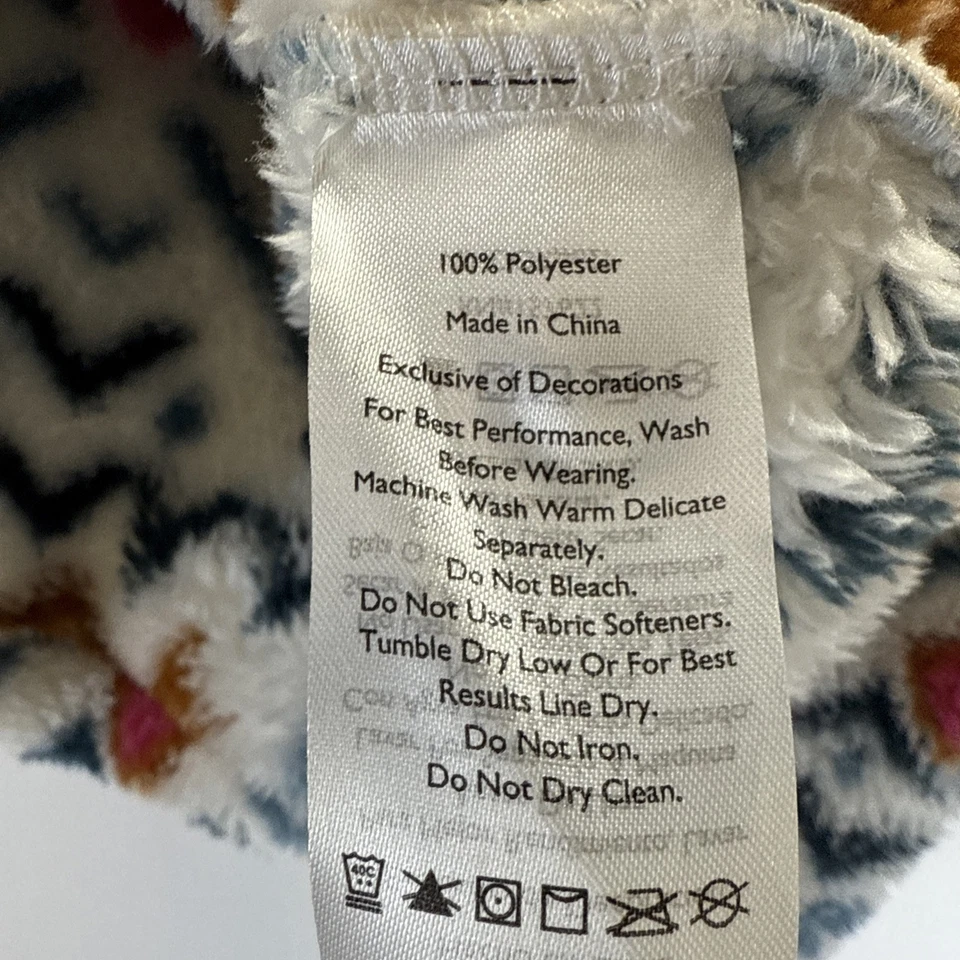 100% Polyester
Made in China
Exclusive of Decorations
For Best Performance, Wash
Before Wearing.
Machine Wash Warm Delicate
Separately.
Do Not Bleach.
Do Not Use Fabric Softeners.
Tumble Dry Low Or For Best
Results Line Dry.
Do Not Iron.
Do Not Dry Clean.
40C